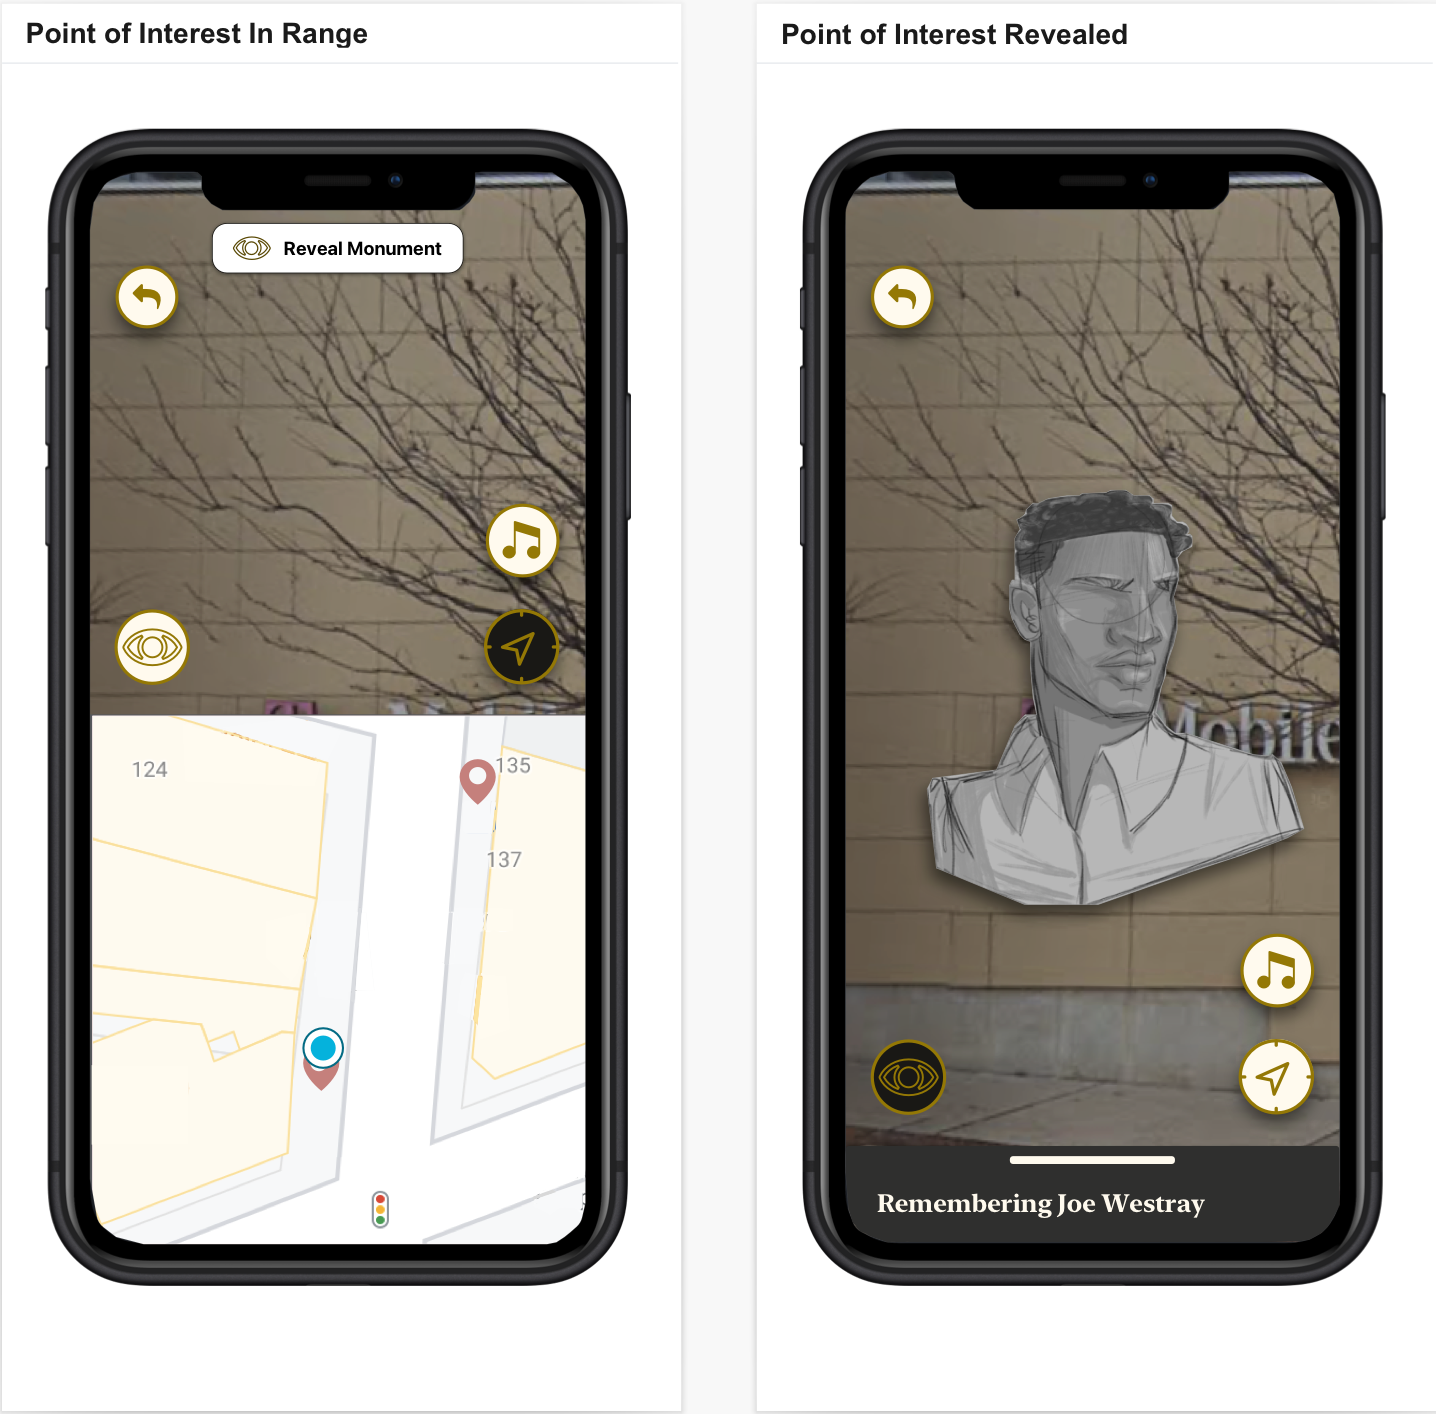 Point of Interest In Range
Reveal Monument
124
135
137
Point of Interest Revealed
Mobile
Remembering Joe Westray